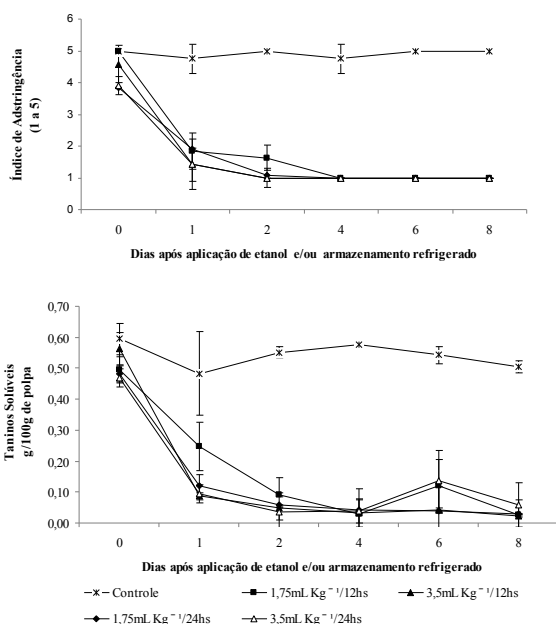 Índice de Adstringência
(1 a 5)
6
5
4
3
2
1
0
0 1 2 4 6 8
Dias após aplicação de etanol e/ou armazenamento refrigerado
Taninos Solúveis
g/100g de polpa
0,70
0,60
0,50
0,40
0,30
0,20
0,10
0,00
0 1 2 4 6 8
Dias após aplicação de etanol e/ou armazenamento refrigerado
Controle 1,75mL Kg⁻¹/12hs 3,5mL Kg⁻¹/12hs
1,75mL Kg⁻¹/24hs 3,5mL Kg⁻¹/24hs